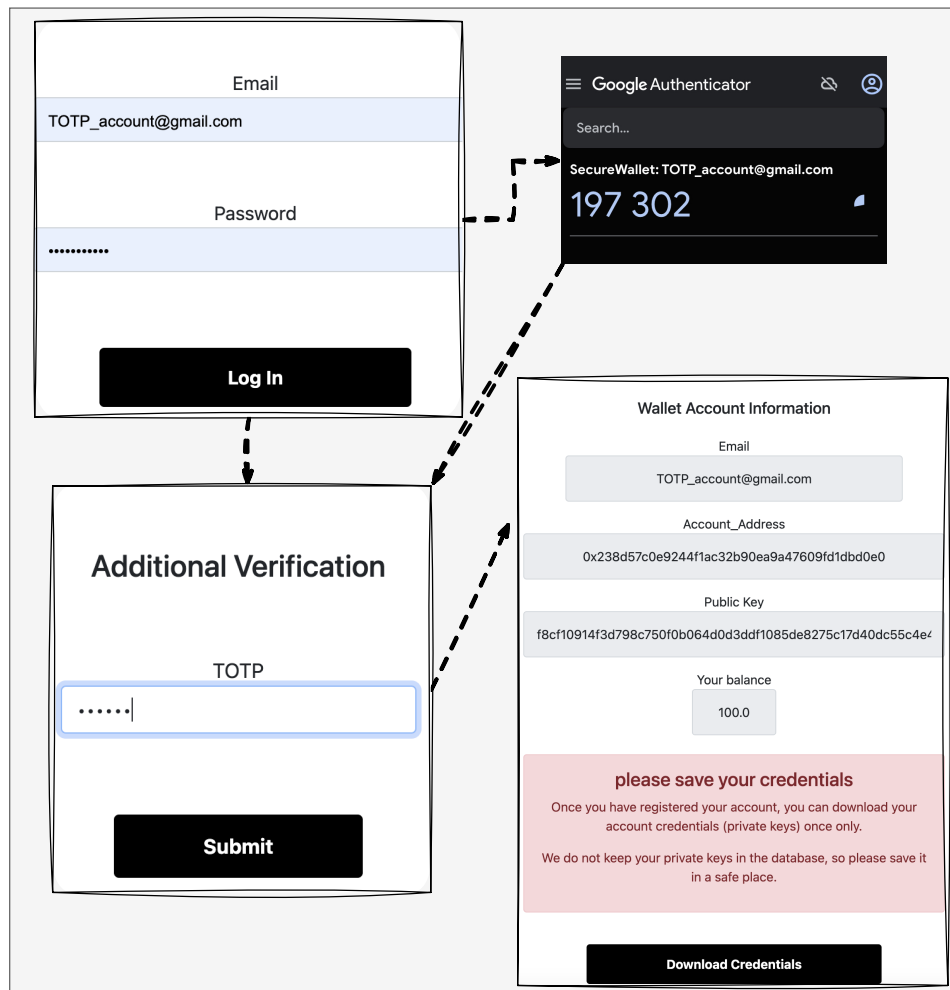 Email
TOTP_account@gmail.com
Password
•••••••••••
Log In
Google Authenticator
Search...
SecureWallet: TOTP_account@gmail.com
197 302
Additional Verification
TOTP
••••••
Submit
Wallet Account Information
Email
TOTP_account@gmail.com
Account_Address
0x238d57c0e9244f1ac32b90ea9a47609fd1dbd0e0
Public Key
f8cf10914f3d798c750f0b064d0d3ddf1085de8275c17d40dc55c4e4
Your balance
100.0
please save your credentials
Once you have registered your account, you can download your
account credentials (private keys) once only.
We do not keep your private keys in the database, so please save it
in a safe place.
Download Credentials